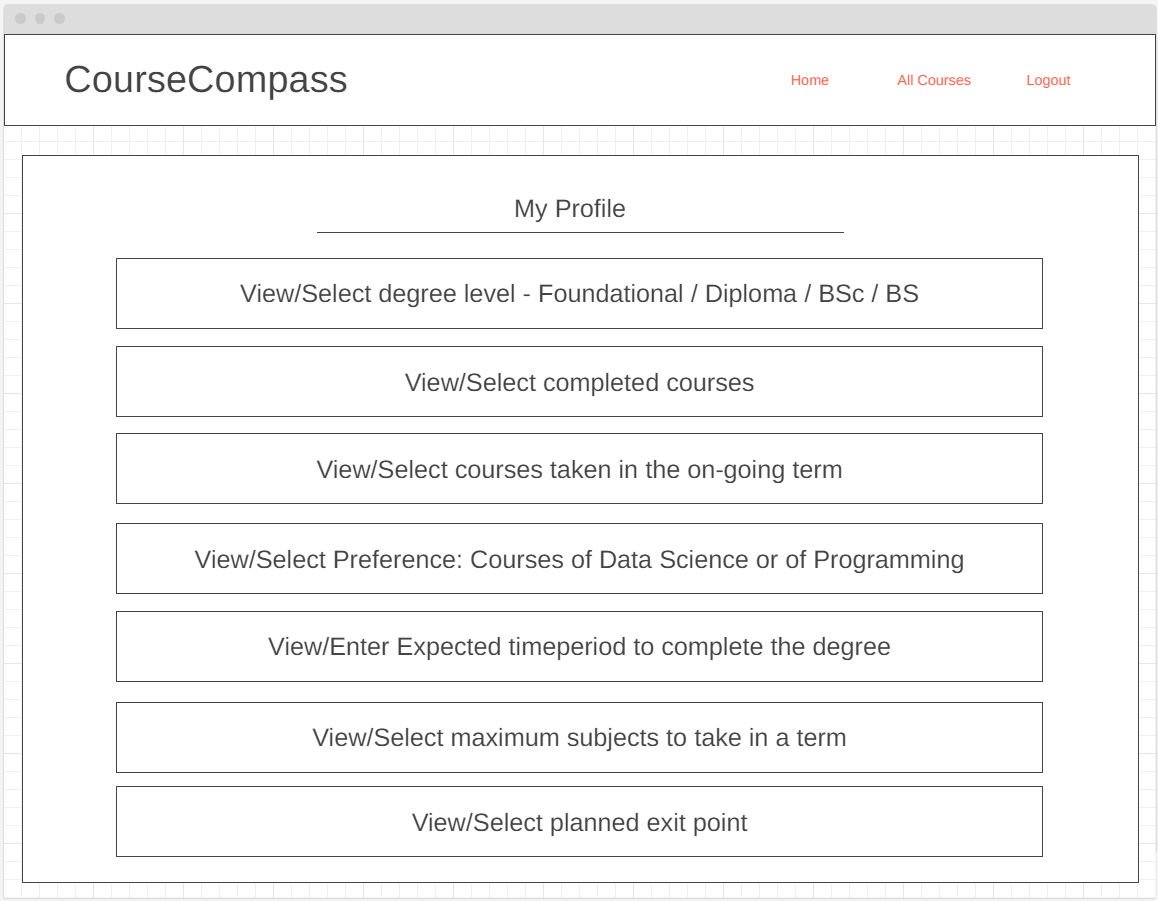 CourseCompass
Home
All Courses
Logout
My Profile
View/Select degree level - Foundational / Diploma / BSc / BS
View/Select completed courses
View/Select courses taken in the on-going term
View/Select Preference: Courses of Data Science or of Programming
View/Enter Expected timeperiod to complete the degree
View/Select maximum subjects to take in a term
View/Select planned exit point